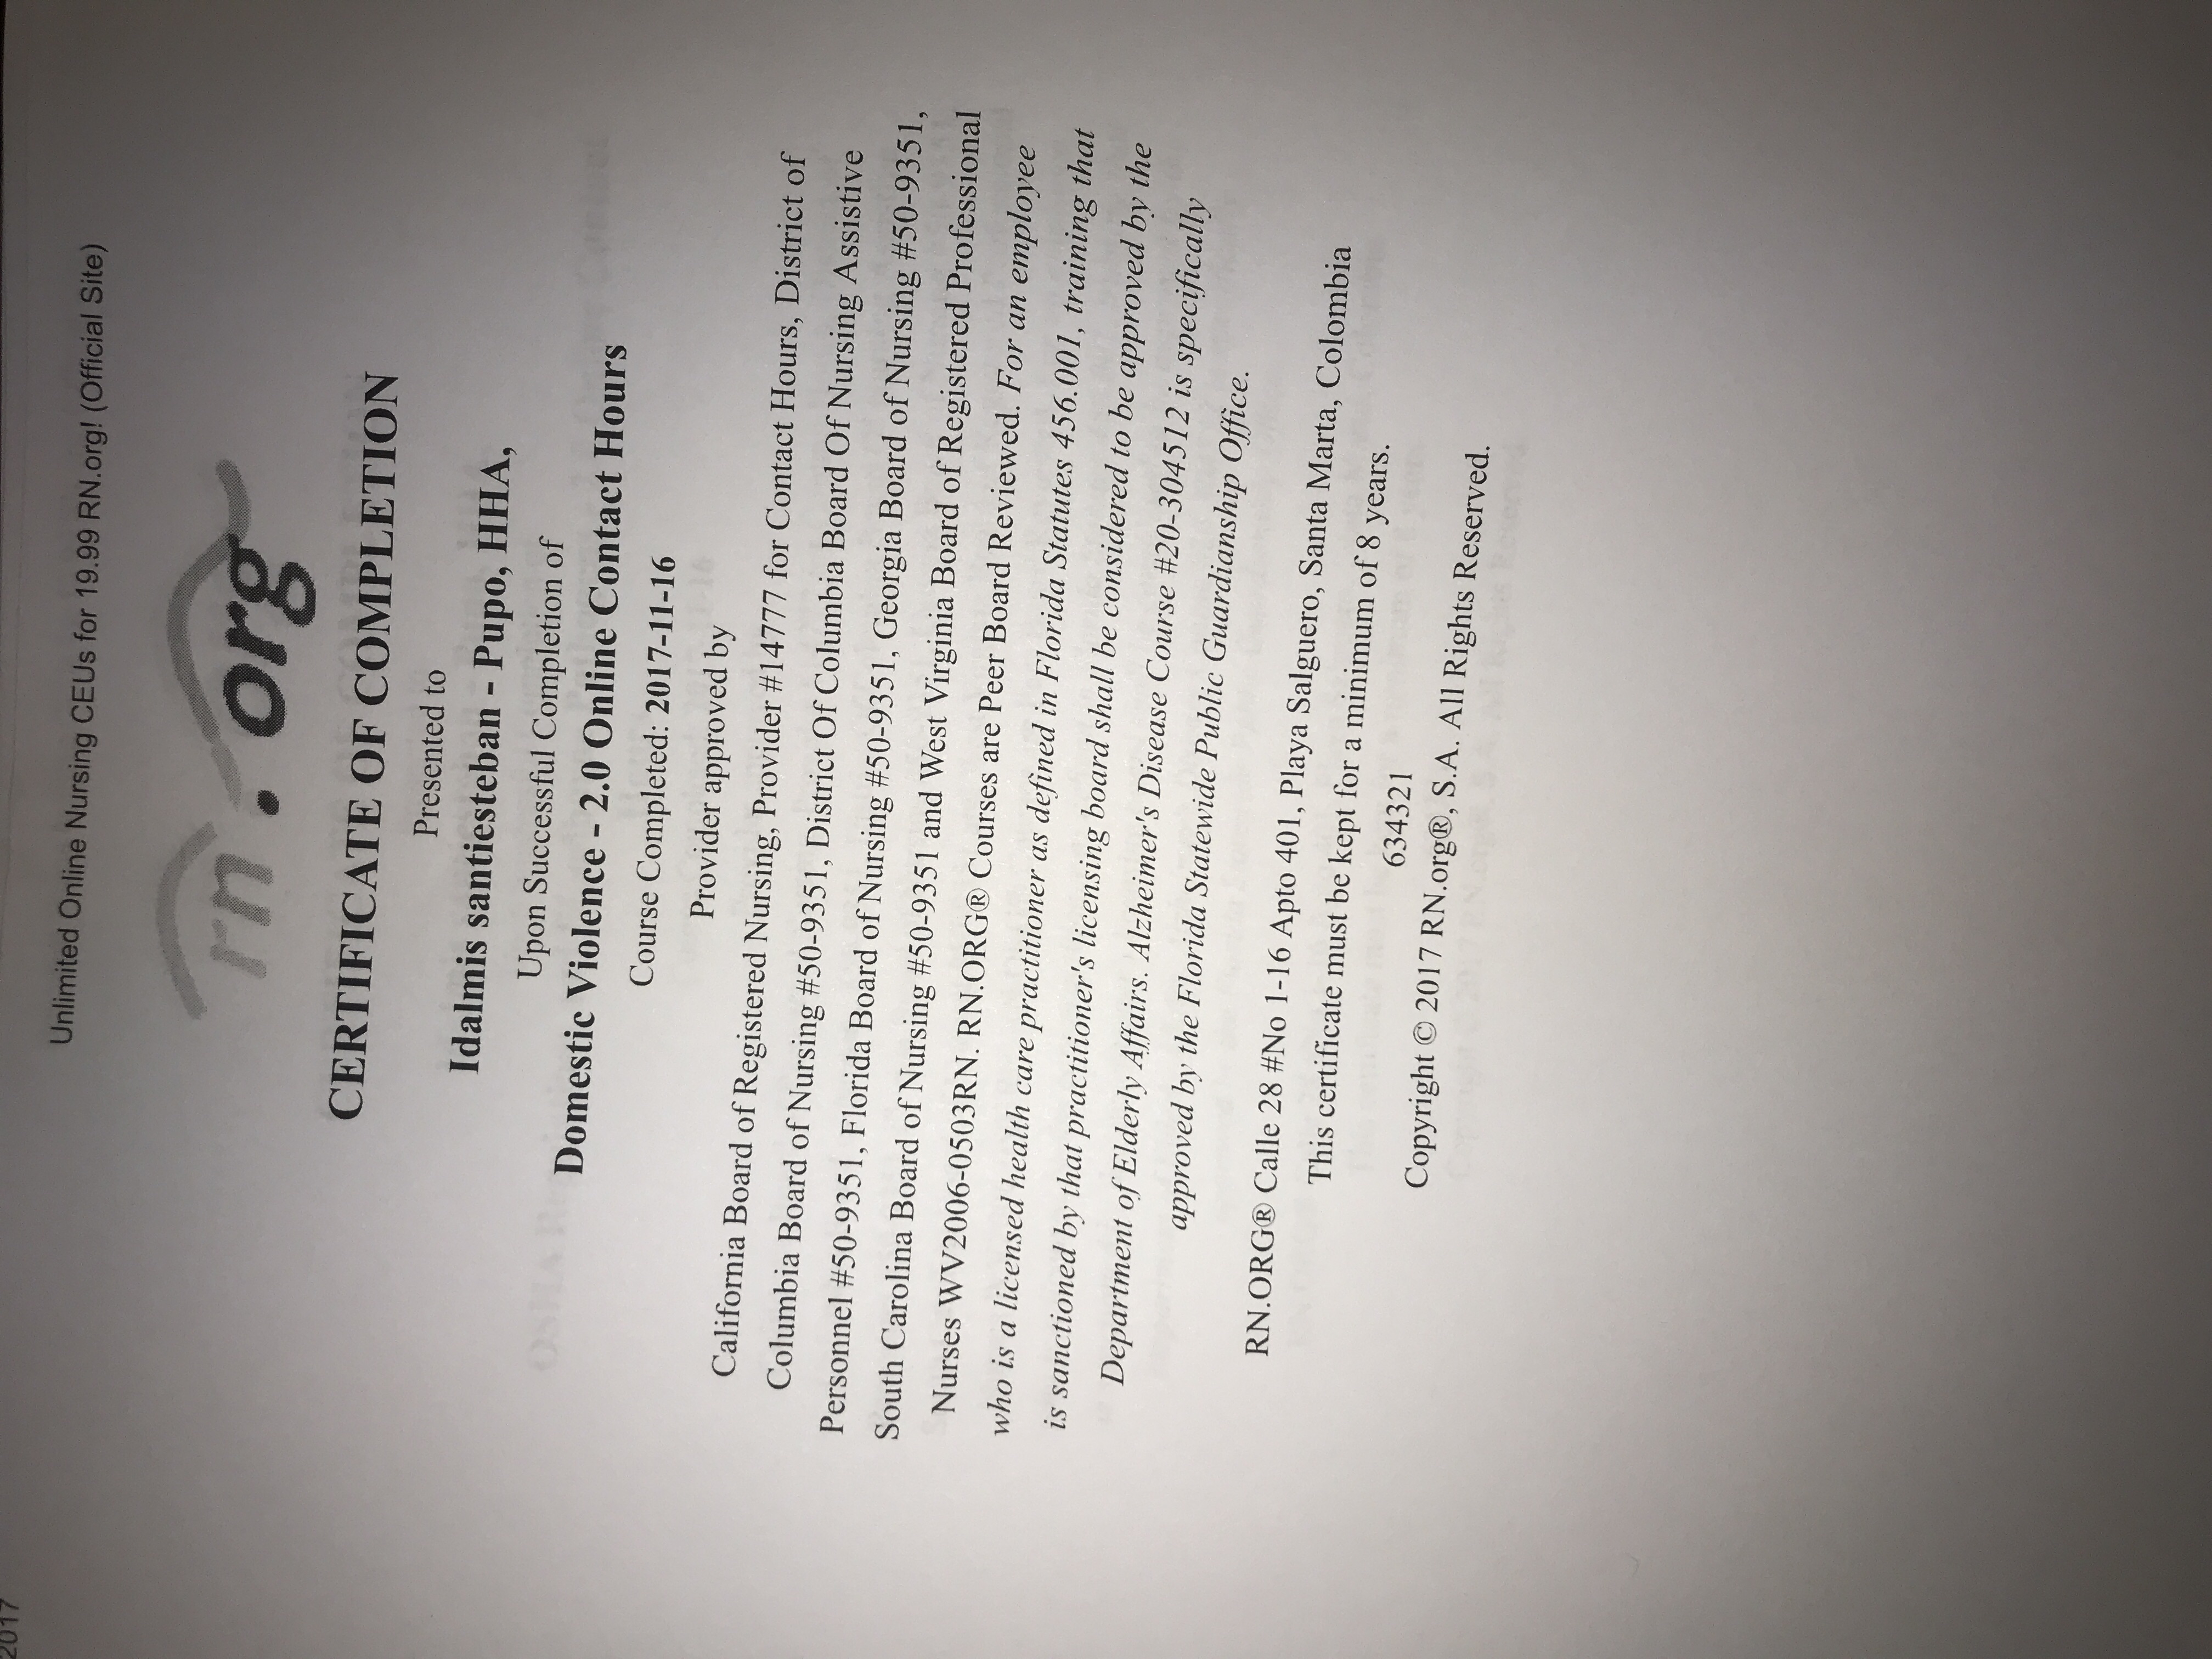 2017
Unlimited Online Nursing CEUs for 19.99 RN.org! (Official Site)
rn.org
CERTIFICATE OF COMPLETION
Presented to
Idalmis santiesteban - Pupo, HHA,
Upon Successful Completion of
Domestic Violence - 2.0 Online Contact Hours
Course Completed: 2017-11-16
Provider approved by
California Board of Registered Nursing, Provider #14777 for Contact Hours, District of
Columbia Board of Nursing #50-9351, District Of Columbia Board Of Nursing Assistive
Personnel #50-9351, Florida Board of Nursing #50-9351, Georgia Board of Nursing #50-9351,
South Carolina Board of Nursing #50-9351 and West Virginia Board of Registered Professional
Nurses WV2006-0503RN. RN.ORG® Courses are Peer Board Reviewed. For an employee
who is a licensed health care practitioner as defined in Florida Statutes 456.001, training that
is sanctioned by that practitioner's licensing board shall be considered to be approved by the
Department of Elderly Affairs. Alzheimer's Disease Course #20-304512 is specifically
approved by the Florida Statewide Public Guardianship Office.
RN.ORG® Calle 28 #No 1-16 Apto 401, Playa Salguero, Santa Marta, Colombia
This certificate must be kept for a minimum of 8 years.
634321
Copyright © 2017 RN.org®, S.A. All Rights Reserved.